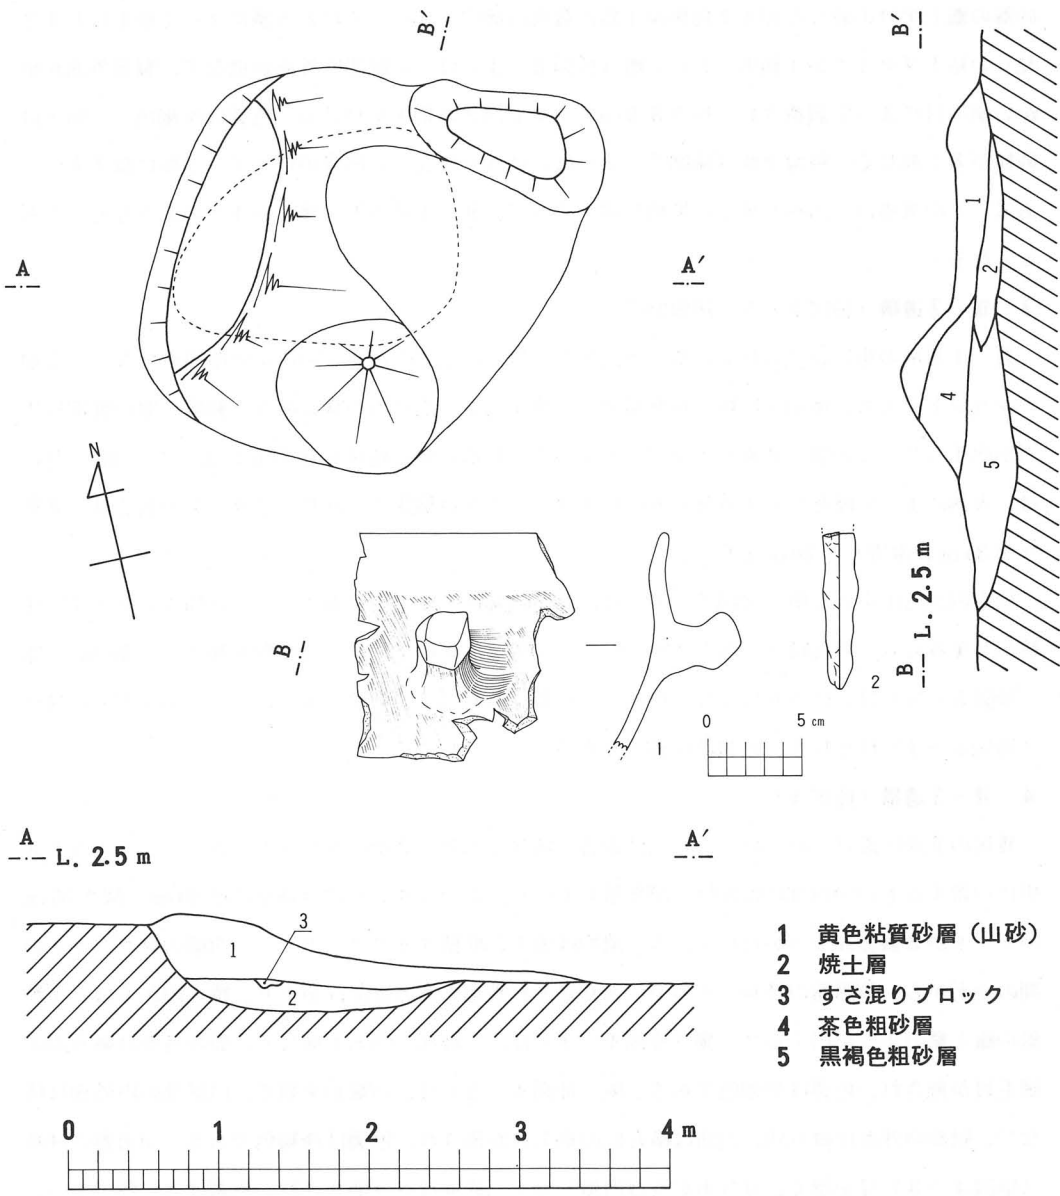 B′
B′
A
A′
1
2
4
5
N
B
B L. 2.5 m
1
2
0 5 cm
A L. 2.5 m
A′
3
1
2
1 黄色粘質砂層（山砂）
2 焼土層
3 すさ混りブロック
4 茶色粗砂層
5 黒褐色粗砂層
0 1 2 3 4 m